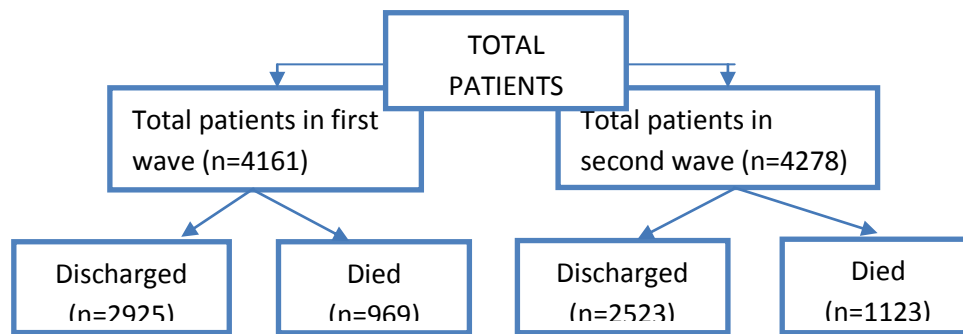 TOTAL
PATIENTS
Total patients in first
wave (n=4161)
Total patients in
second wave (n=4278)
Discharged
(n=2925)
Died
(n=969)
Discharged
(n=2523)
Died
(n=1123)